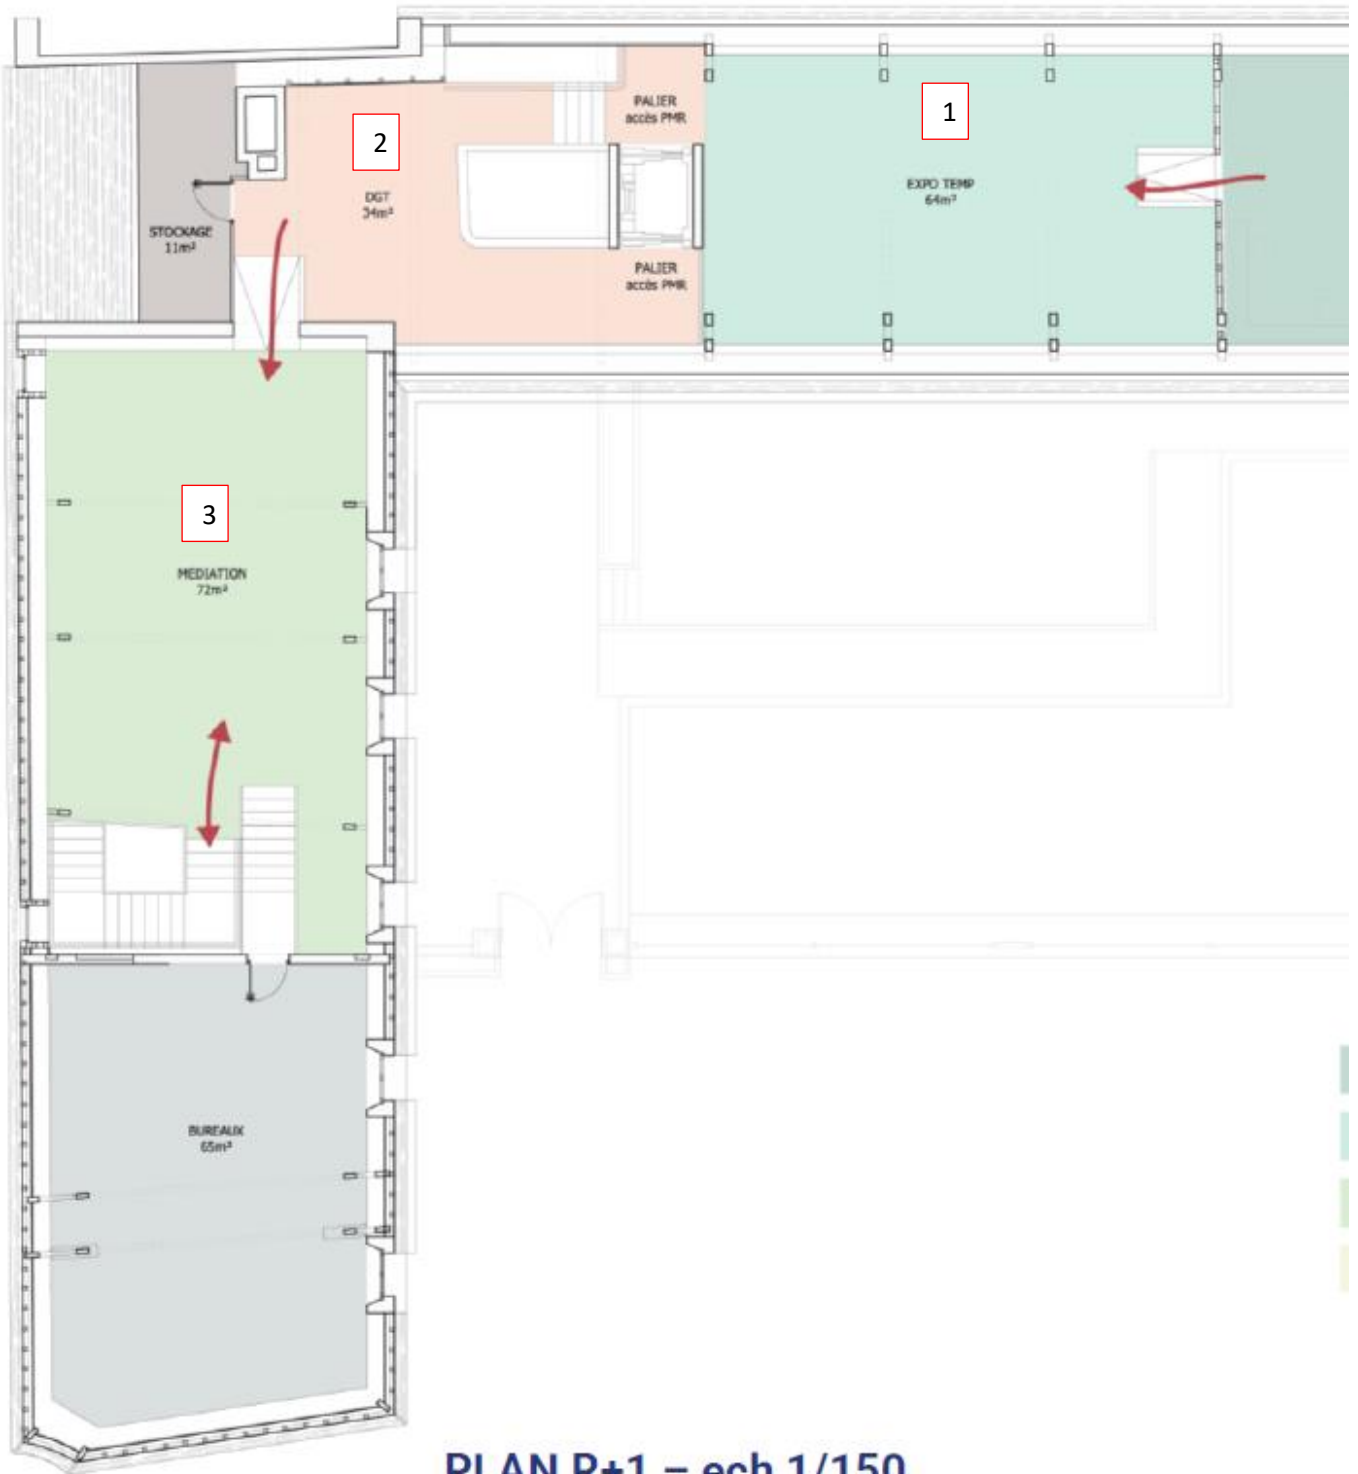 1
PALIER
accès PMR
2
EXPO TEMP
64m²
DGT
34m²
STOCKAGE
11m²
PALIER
accès PMR
3
MEDIATION
72m²
BUREAUX
65m²
PLAN R+1 – ech 1/150